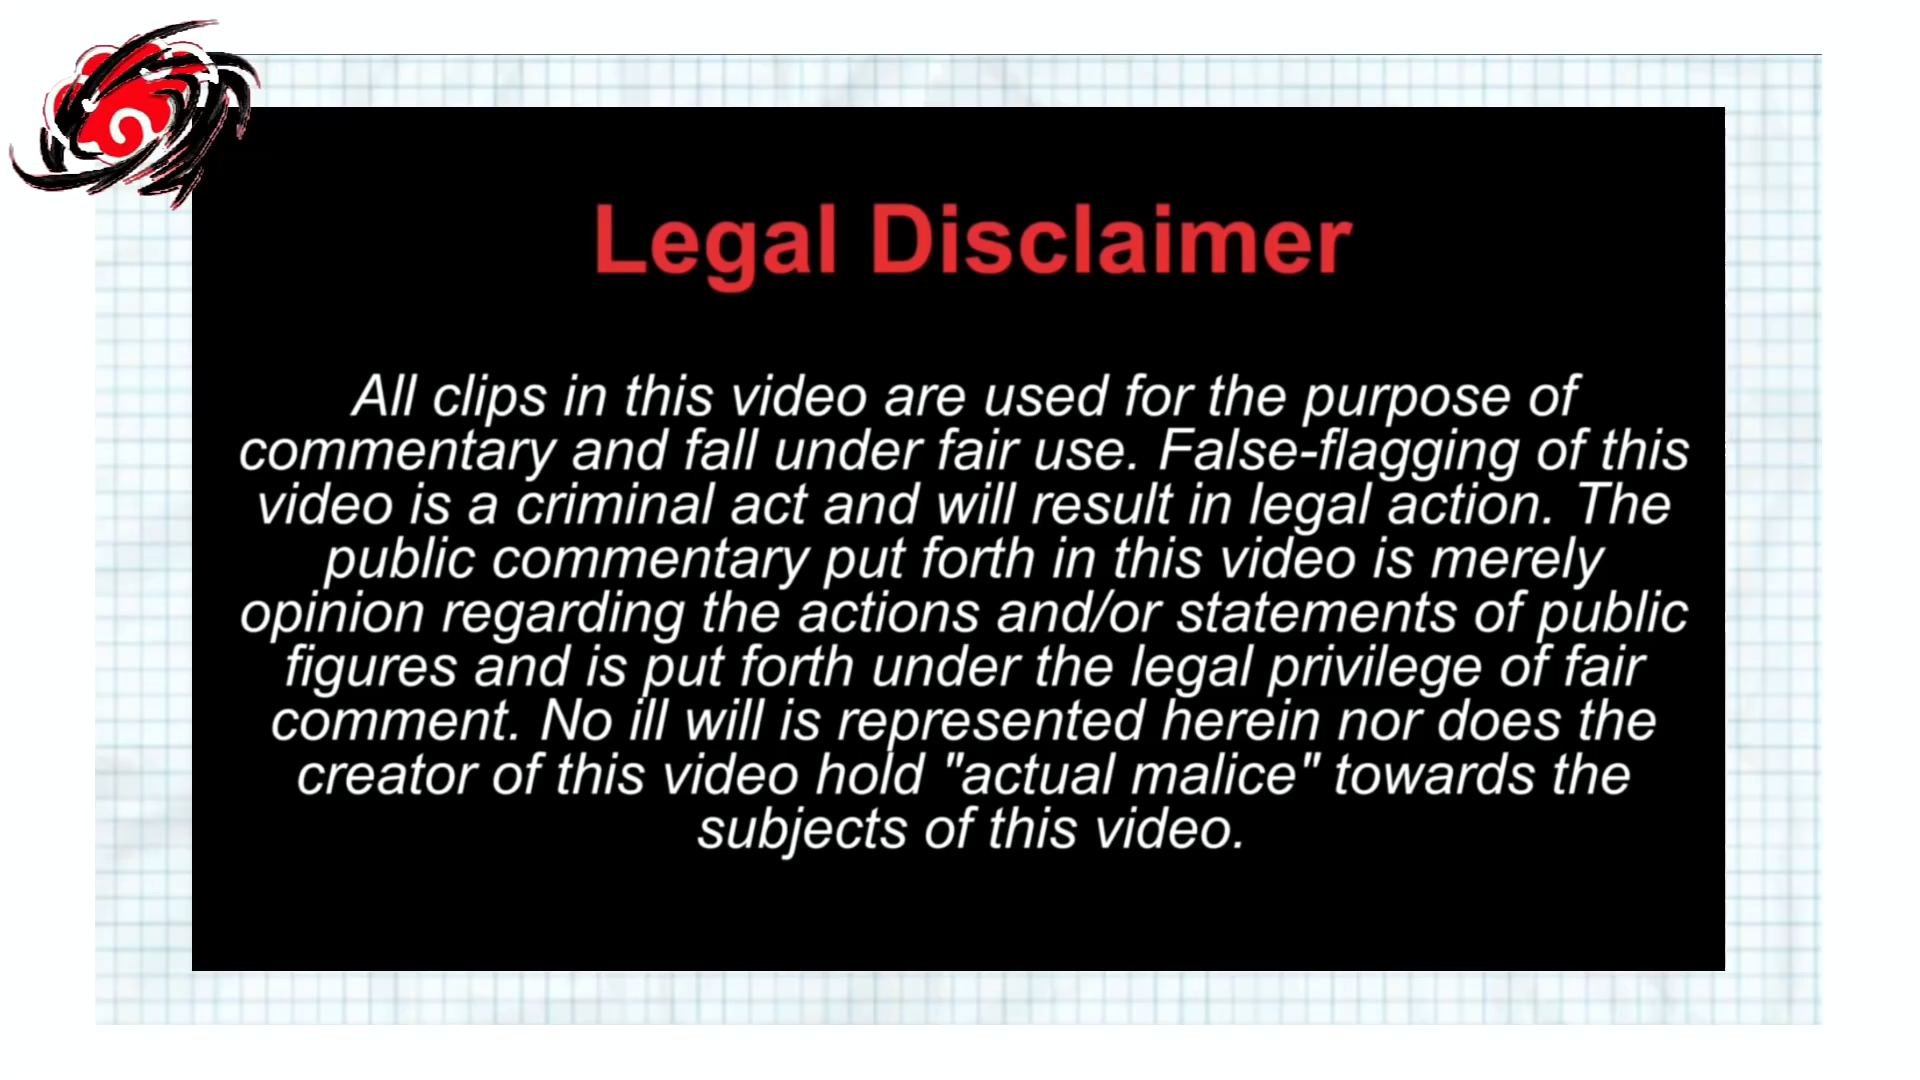 Legal Disclaimer
All clips in this video are used for the purpose of
commentary and fall under fair use. False-flagging of this
video is a criminal act and will result in legal action. The
public commentary put forth in this video is merely
opinion regarding the actions and/or statements of public
figures and is put forth under the legal privilege of fair
comment. No ill will is represented herein nor does the
creator of this video hold "actual malice" towards the
subjects of this video.